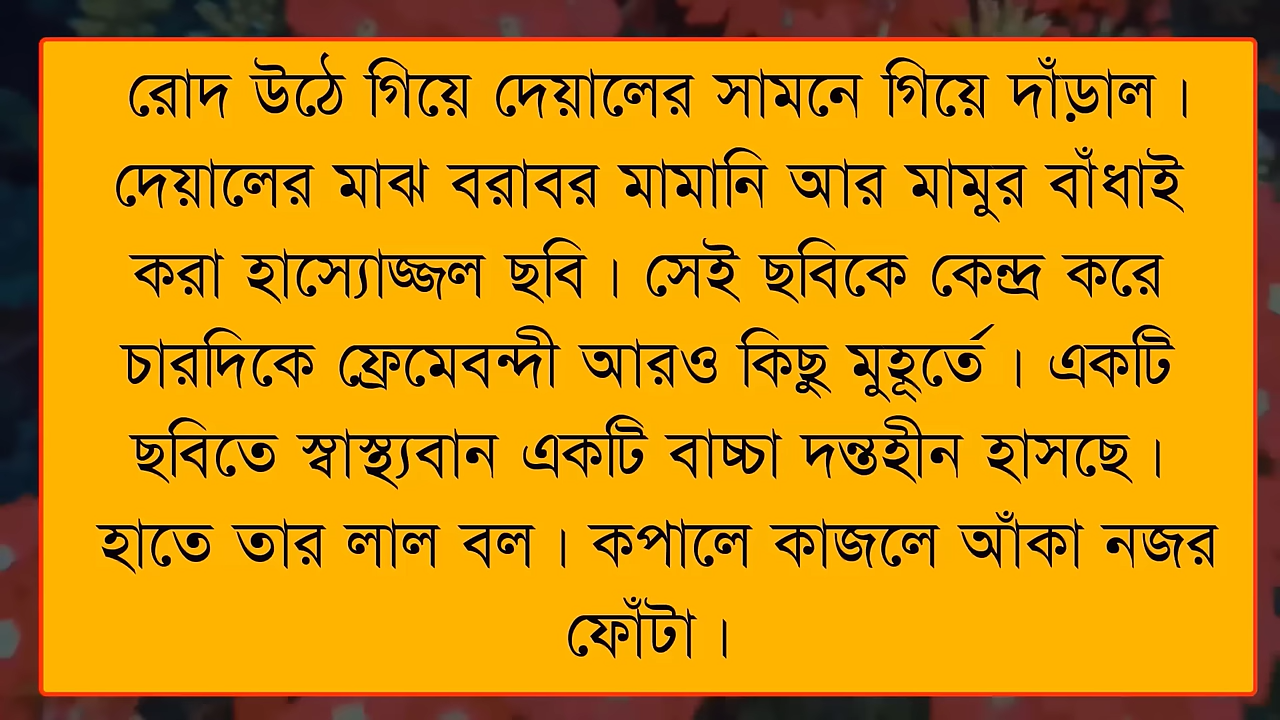 রোদ উঠে গিয়ে দেয়ালের সামনে গিয়ে দাঁড়াল।
দেয়ালের মাঝ বরাবর মামানি আর মামুর বাঁধাই
করা হাস্যোজ্জল ছবি। সেই ছবিকে কেন্দ্র করে
চারদিকে ফ্রেমেবন্দী আরও কিছু মুহূর্তে। একটি
ছবিতে স্বাস্থ্যবান একটি বাচ্চা দন্তহীন হাসছে।
হাতে তার লাল বল। কপালে কাজলে আঁকা নজর
ফোঁটা।